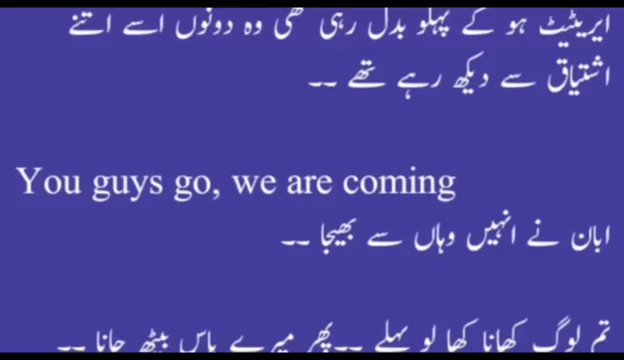 ایریٹیٹ ہو کے پہلو بدل رہی تھی وہ دونوں اسے اتنے
اشتیاق سے دیکھ رہے تھے ۔۔
You guys go, we are coming
ابان نے انہیں وہاں سے بھیجا ۔۔
تم لوگ کھانا کھا لو پہلے ۔۔پھر میرے پاس بیٹھ جانا ۔۔